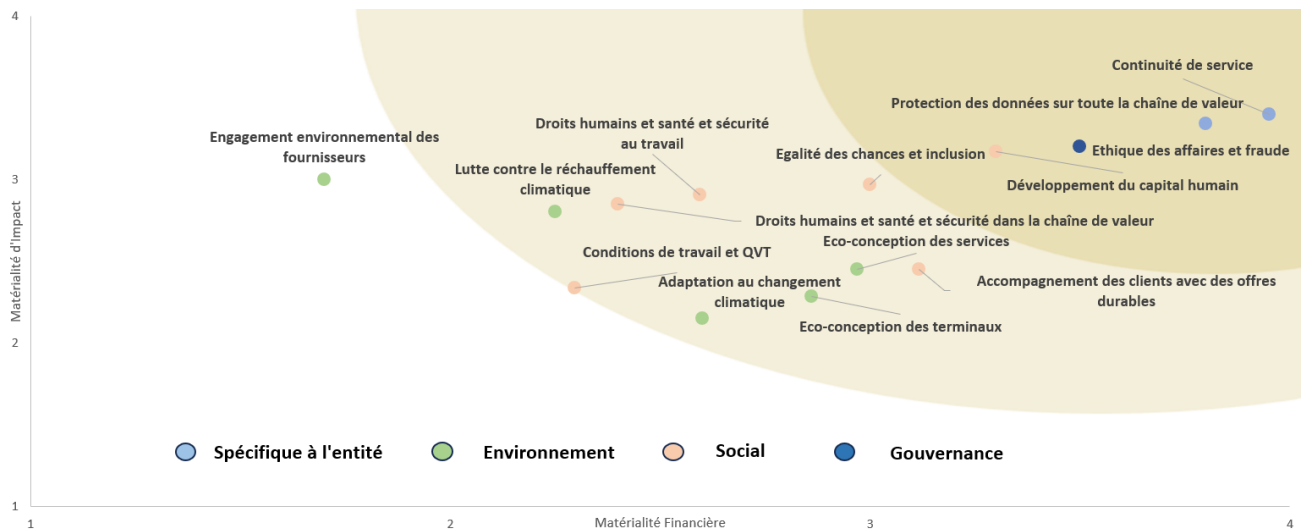 4
Continuité de service
Protection des données sur toute la chaîne de valeur
Droits humains et santé et sécurité
au travail
Engagement environnemental des
fournisseurs
Ethique des affaires et fraude
Egalité des chances et inclusion
Lutte contre le réchauffement
climatique
3
Développement du capital humain
Droits humains et santé et sécurité dans la chaîne de valeur
Eco-conception des services
Conditions de travail et QVT
Adaptation au changement
climatique
Accompagnement des clients avec des offres
durables
Eco-conception des terminaux
Matérialité d'Impact
2
Spécifique à l'entité
Environnement
Social
Gouvernance
1
1
2
Matérialité Financière
3
4